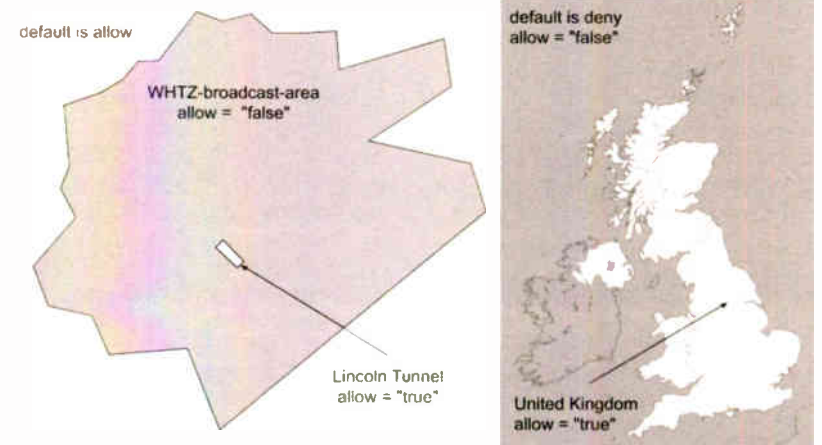 default is allow
WHTZ-broadcast-area
allow = "false"
Lincoln Tunnel
allow = "true"
default is deny
allow = "false"
United Kingdom
allow = "true"